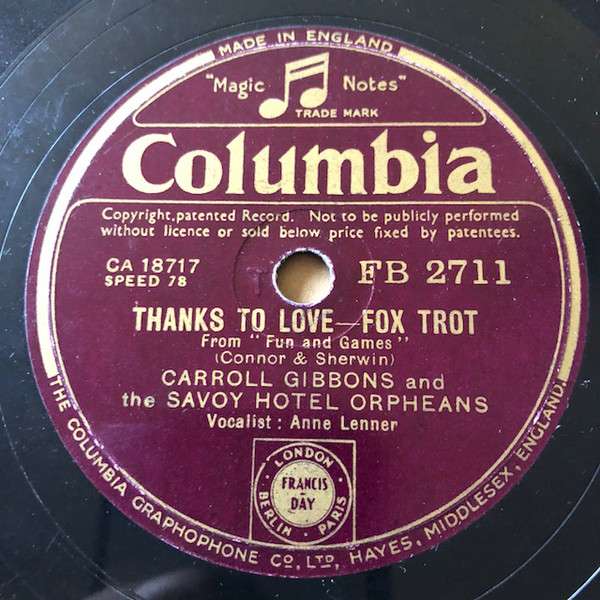 MADE IN ENGLAND
"Magic Notes"
TRADE MARK
Columbia
Copyright,patented Record. Not to be publicly performed
without licence or sold below price fixed by patentees.
CA 18717
SPEED 78
FB 2711
THANKS TO LOVE—FOX TROT
From "Fun and Games"
(Connor & Sherwin)
CARROLL GIBBONS and
the SAVOY HOTEL ORPHEANS
Vocalist : Anne Lenner
LONDON
FRANCIS-
DAY
BERLIN · PARIS
THE COLUMBIA GRAPHOPHONE CO, LTD, HAYES, MIDDLESEX, ENGLAND.